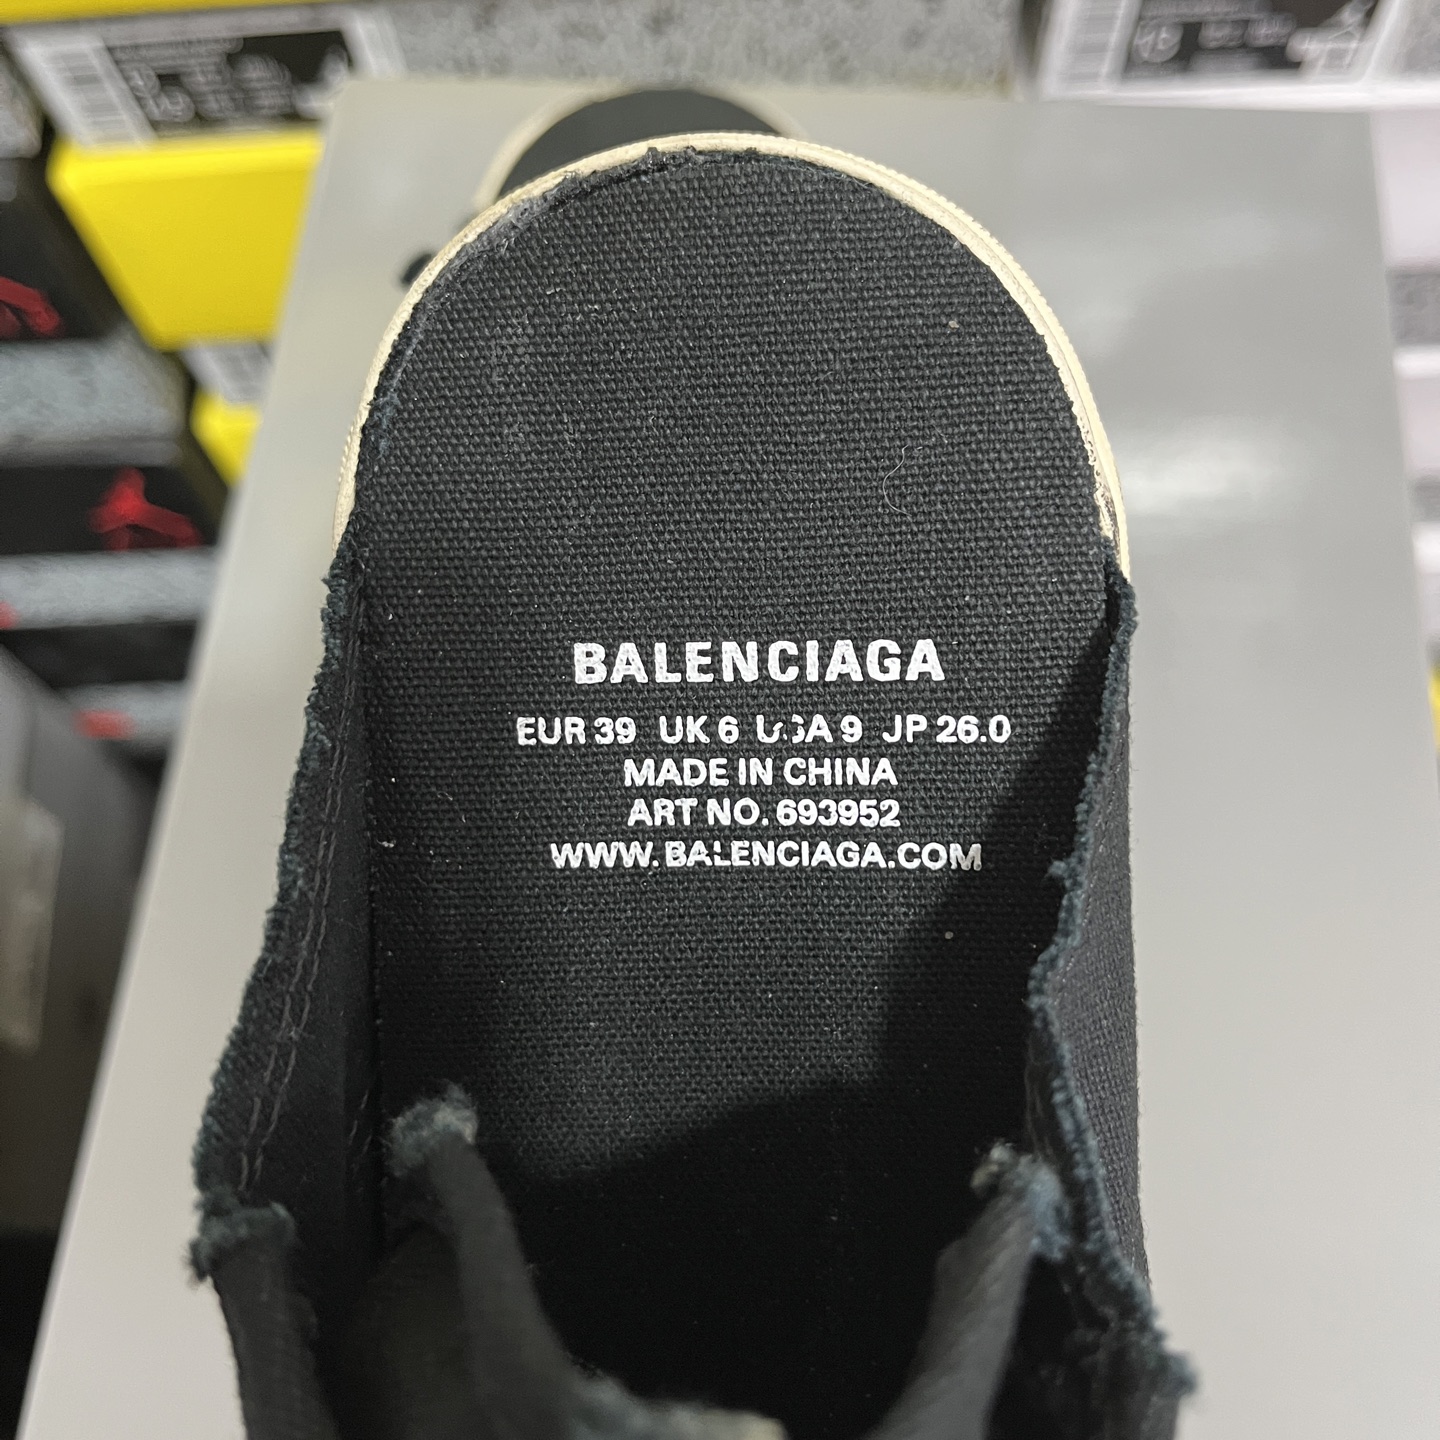 BALENCIAGA
EUR 39 UK 6 USA 9 JP 26.0
MADE IN CHINA
ART NO. 693952
WWW.BALENCIAGA.COM